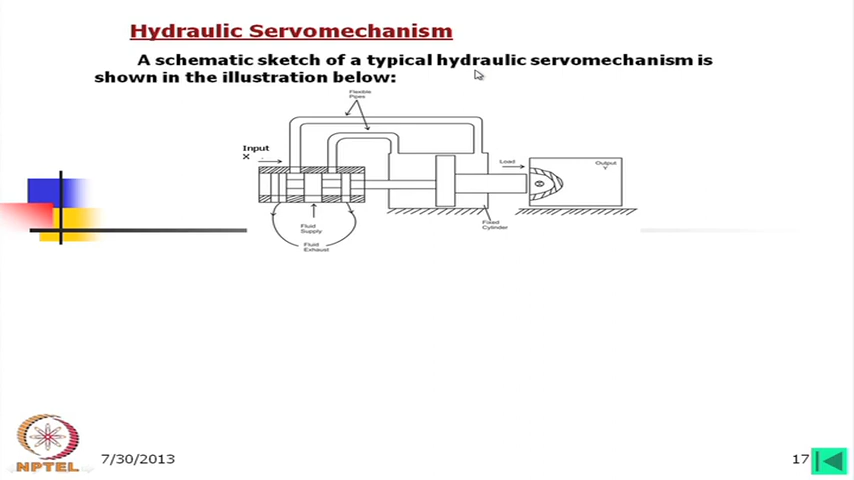 Hydraulic Servomechanism
A schematic sketch of a typical hydraulic servomechanism is
shown in the illustration below:
Flexible
Pipes
Input
X
Load
Output
Y
Fluid
Supply
Fixed
Cylinder
Fluid
Exhaust
NPTEL
7/30/2013
17